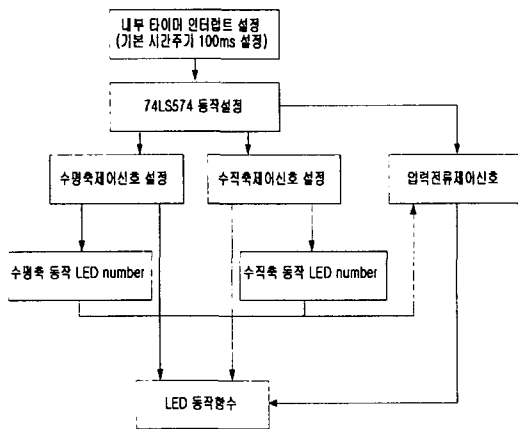 내부 타이머 인터럽트 설정
(기본 시간주기 100ms 설정)
74LS574 동작설정
수평축제어신호 설정
수직축제어신호 설정
입력전류제어신호
수평축 동작 LED number
수직축 동작 LED number
LED 동작함수